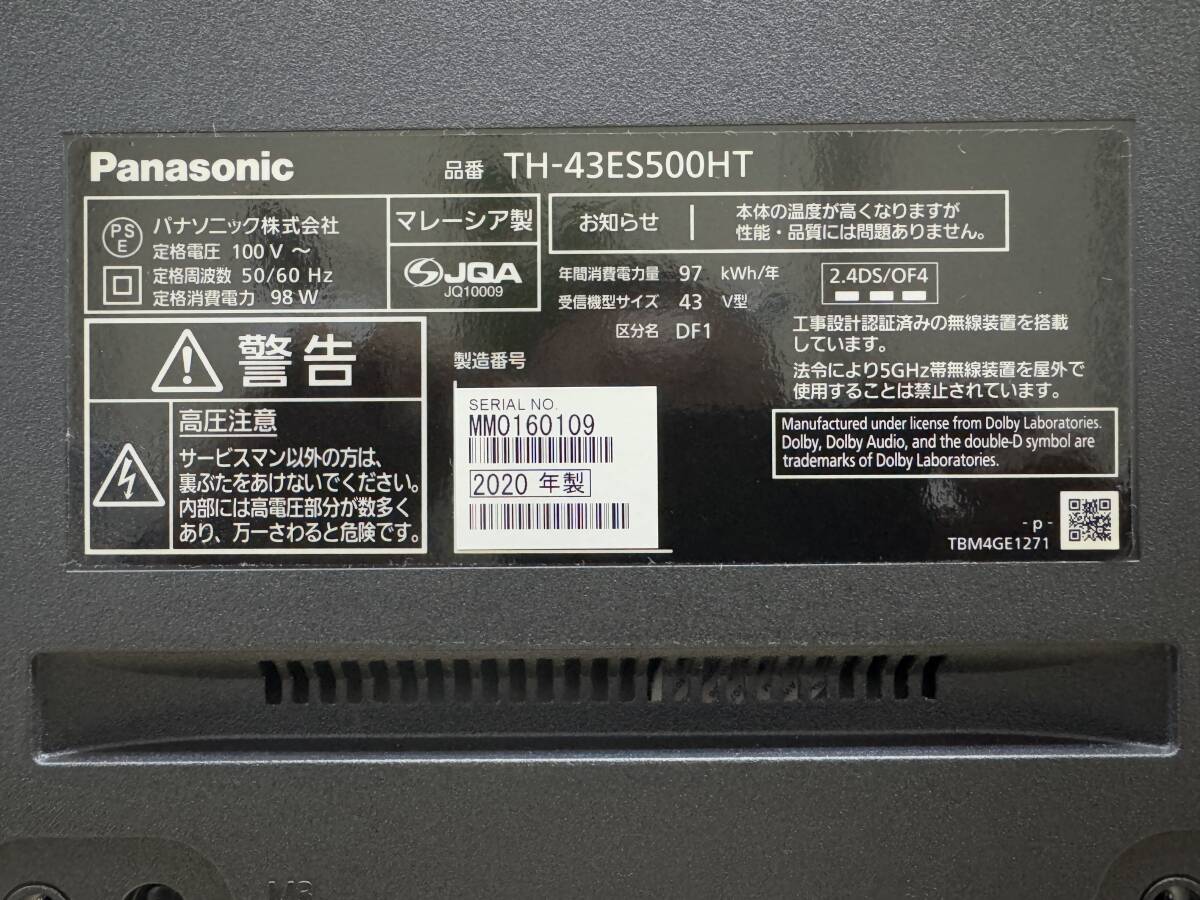 Panasonic
品番 TH-43ES500HT
PS
E
パナソニック株式会社
定格電圧 100 V ～
定格周波数 50/60 Hz
定格消費電力 98 W
マレーシア製
JQA
JQ10009
お知らせ
本体の温度が高くなりますが
性能・品質には問題ありません。
年間消費電力量 97 kWh/年
受信機型サイズ 43 V型
区分名 DF1
2.4DS/OF4
工事設計認証済みの無線装置を搭載
しています。
法令により5GHz帯無線装置を屋外で
使用することは禁止されています。
警告
高圧注意
サービスマン以外の方は、
裏ぶたをあけないでください。
内部には高電圧部分が数多く
あり、万一さわると危険です。
製造番号
SERIAL NO.
MM0160109
2020 年製
Manufactured under license from Dolby Laboratories.
Dolby, Dolby Audio, and the double-D symbol are
trademarks of Dolby Laboratories.
- p -
TBM4GE1271